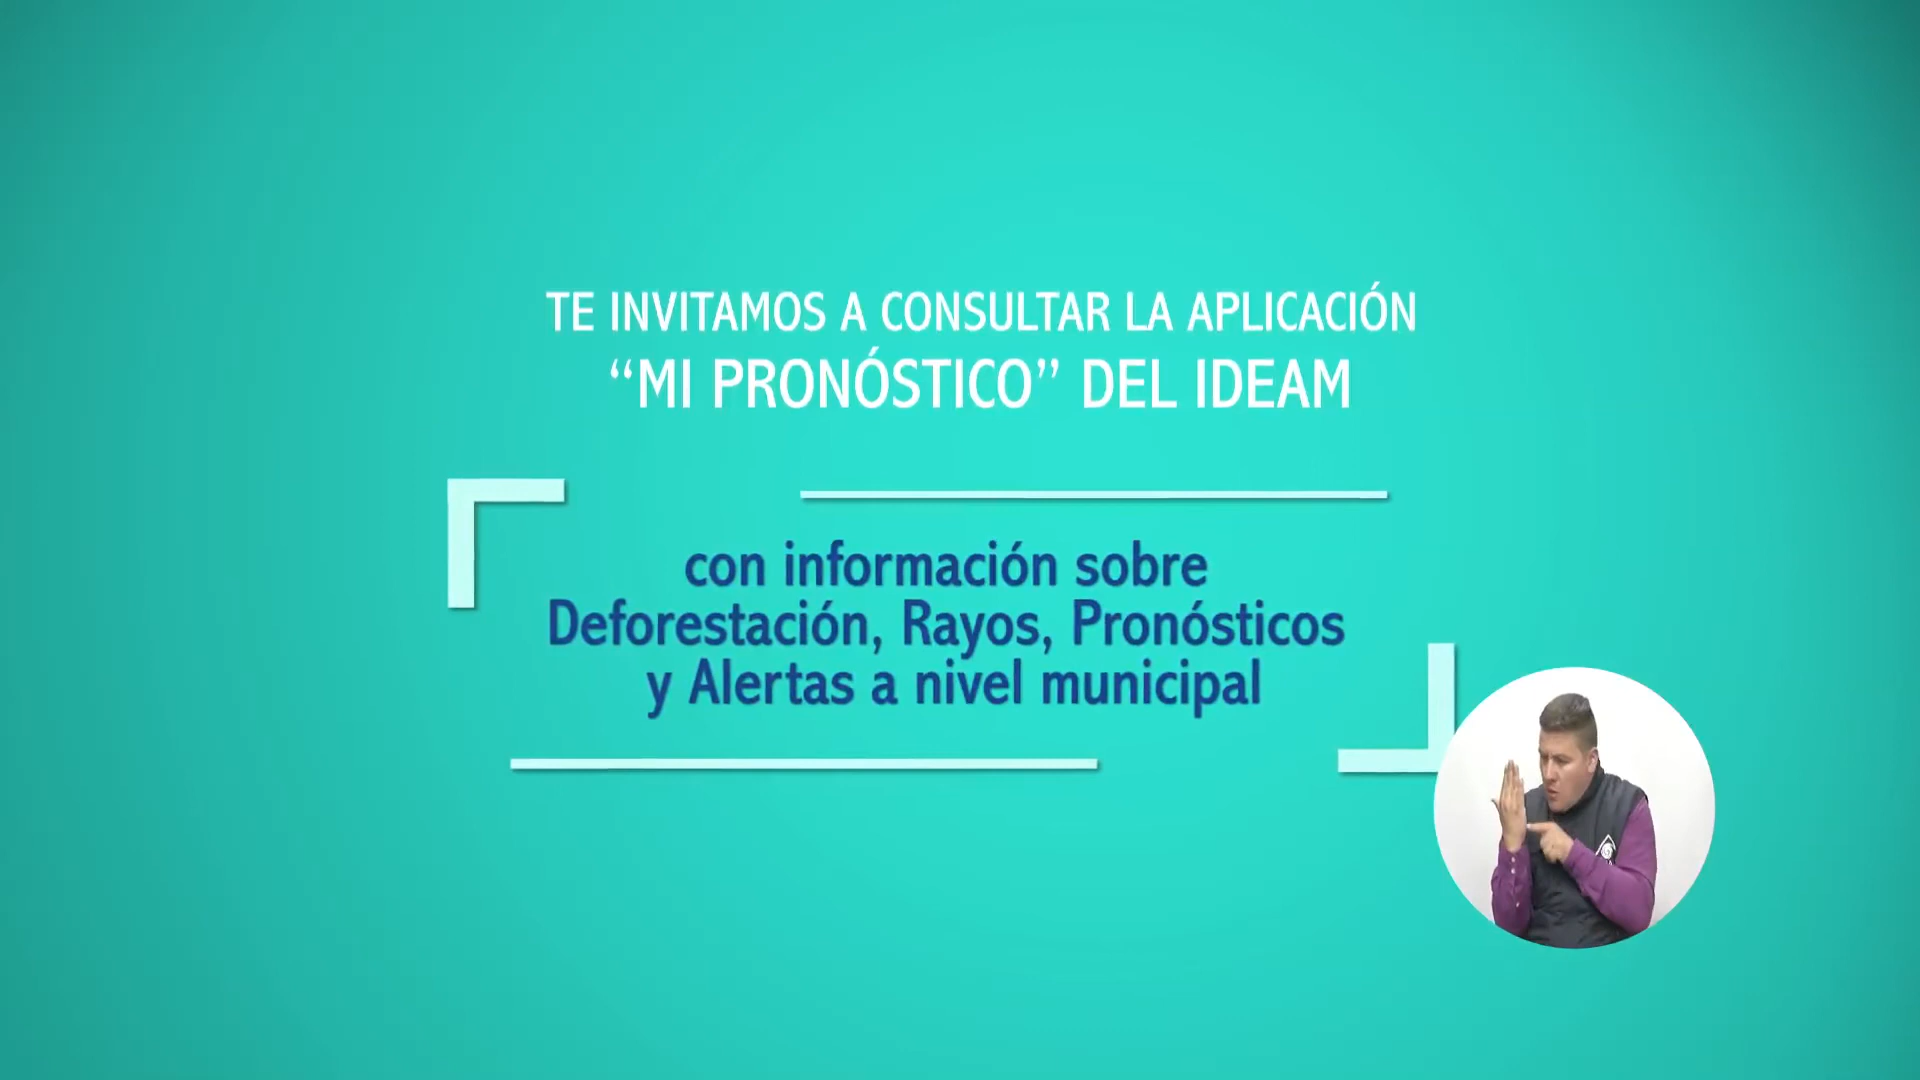 TE INVITAMOS A CONSULTAR LA APLICACIÓN
“MI PRONÓSTICO” DEL IDEAM
con información sobre
Deforestación, Rayos, Pronósticos
y Alertas a nivel municipal